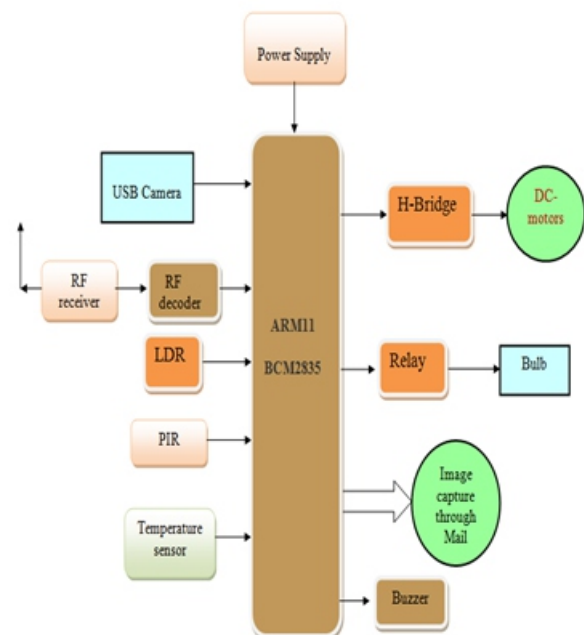 Power Supply
USB Camera
RF
receiver
RF
decoder
LDR
PIR
Temperature
sensor
ARM11
BCM2835
H-Bridge
DC-
motors
Relay
Bulb
Image
capture
through
Mail
Buzzer